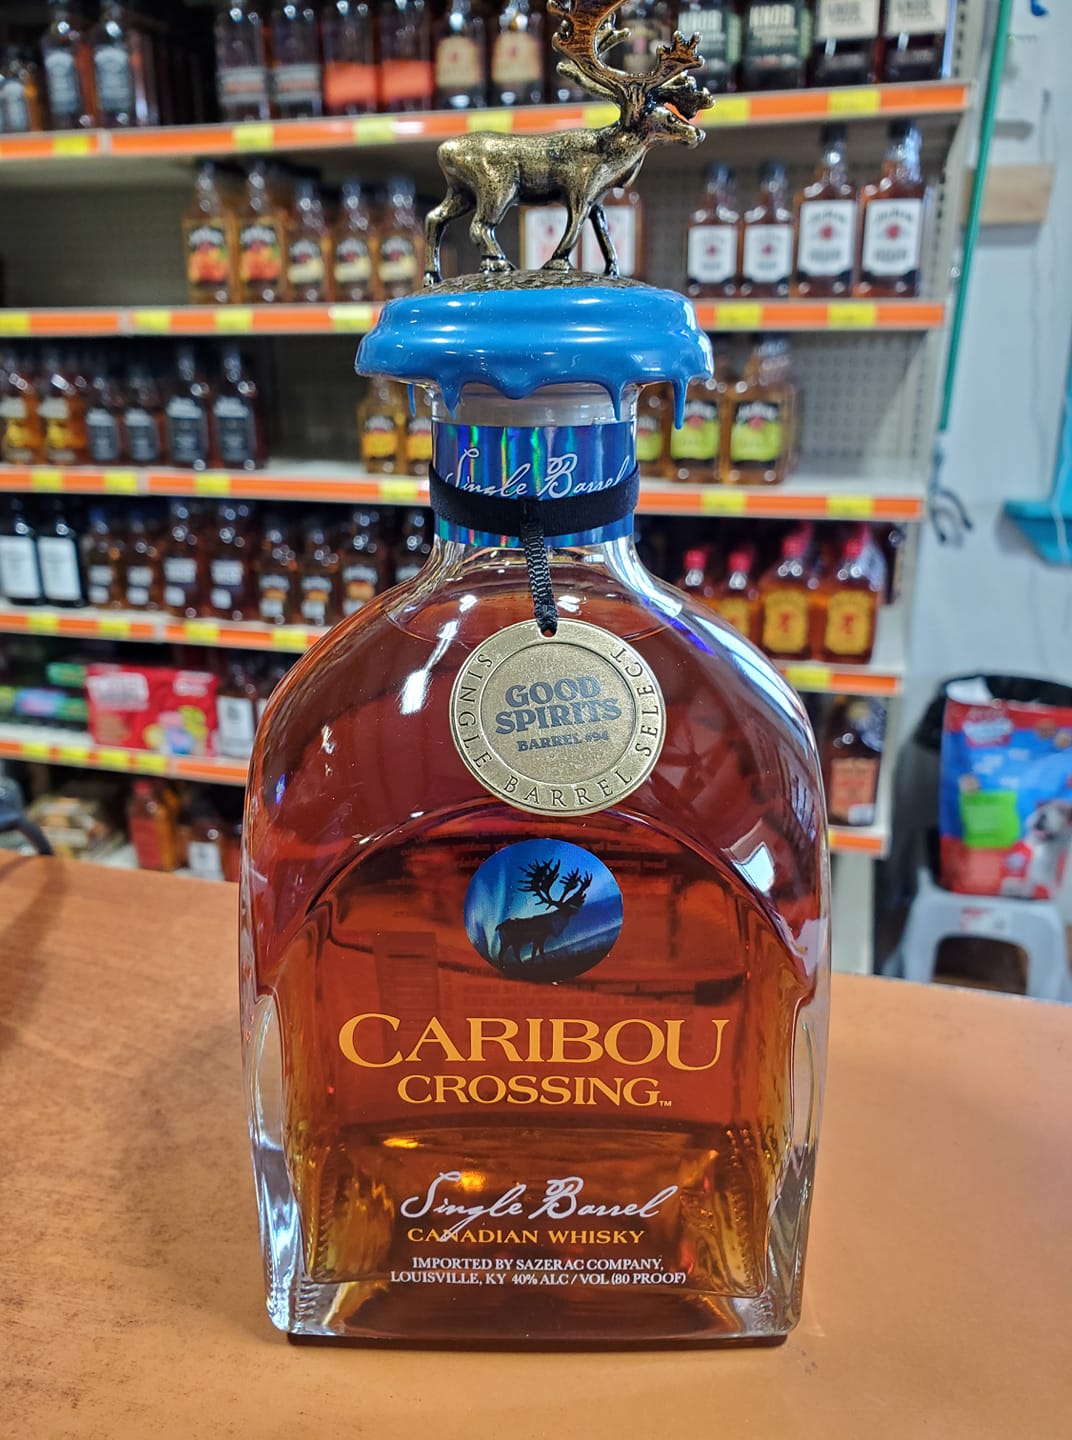 Single Barrel
GOOD
SPIRITS
BARREL #94
SINGLE BARREL SELECT
CARIBOU
CROSSING™
Single Barrel
CANADIAN WHISKY
IMPORTED BY SAZERAC COMPANY,
LOUISVILLE, KY 40% ALC / VOL (80 PROOF)